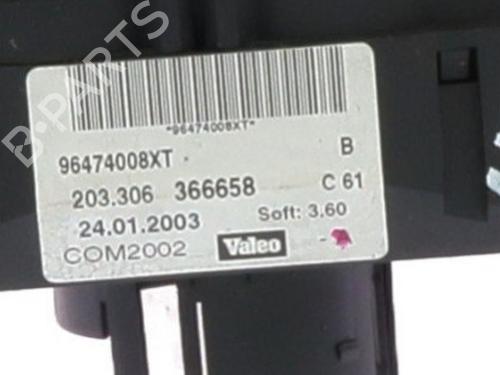 B-PARTS
"96474008XT"
96474008XT B
203.306 366658 C 61
24.01.2003 Soft: 3.60
COM2002 Valeo